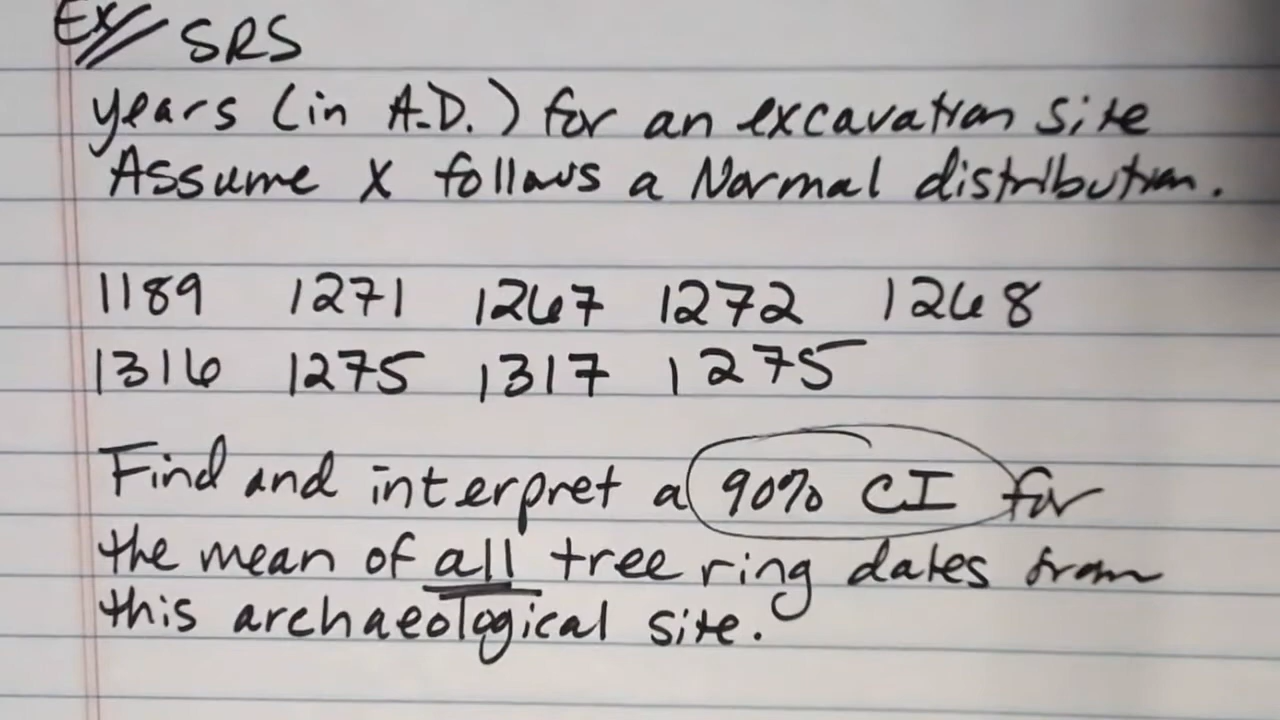 Ex// SRS
years (in A.D.) for an excavation site
Assume X follows a Normal distribution.
1189 1271 1267 1272 1268
1316 1275 1317 1275
Find and interpret a 90% CI for
the mean of all tree ring dates from
this archaeological site.